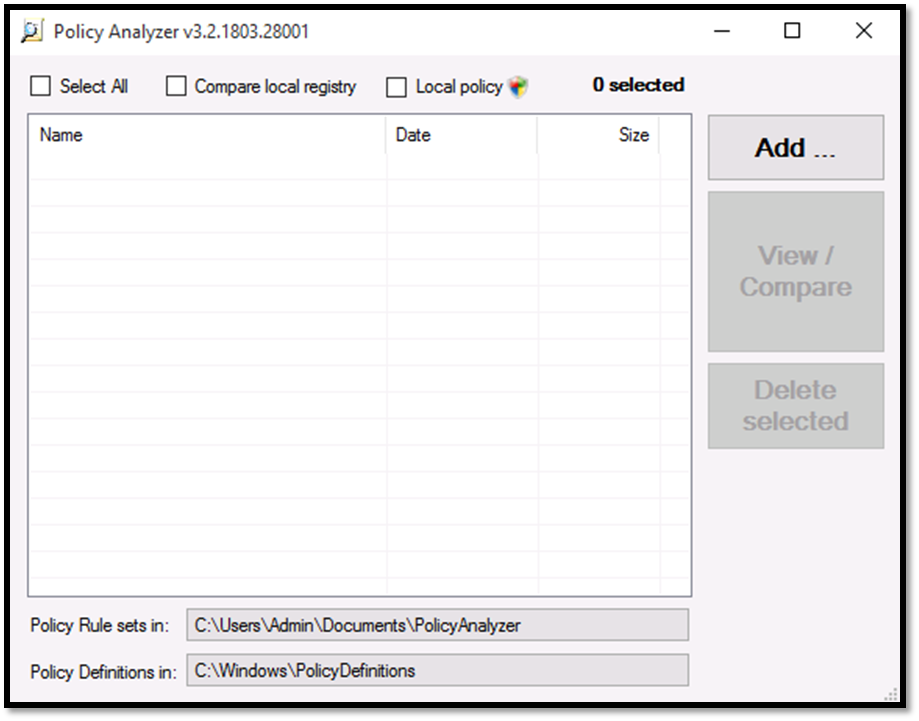 Policy Analyzer v3.2.1803.28001
Select All Compare local registry Local policy 0 selected
Name Date Size
Add ...
View /
Compare
Delete
selected
Policy Rule sets in: C:\Users\Admin\Documents\PolicyAnalyzer
Policy Definitions in: C:\Windows\PolicyDefinitions